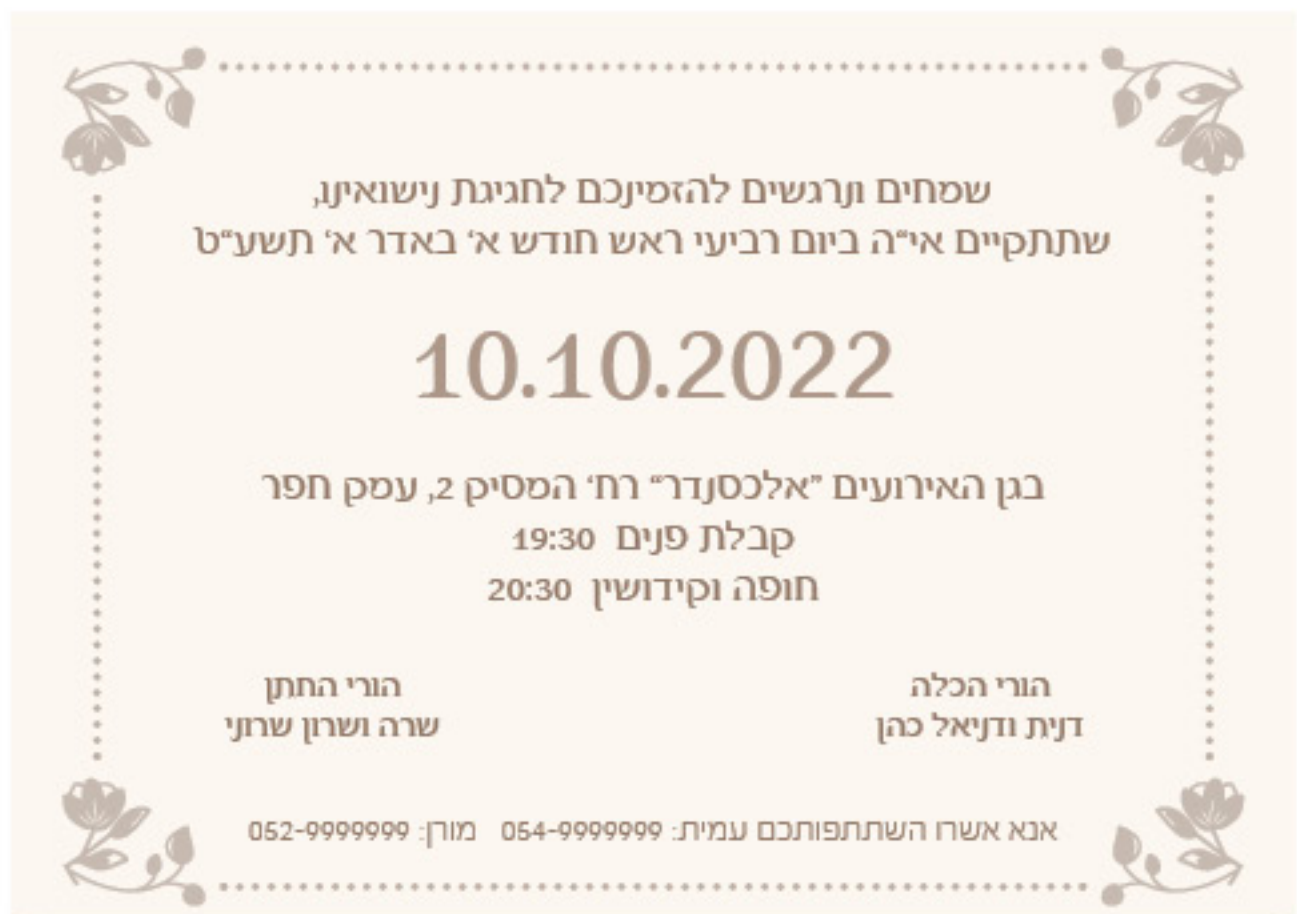 שמחים ונרגשים להזמינכם לחגיגת נישואינו,
שתתקיים אי״ה ביום רביעי ראש חודש א׳ באדר א׳ תשע״ט
10.10.2022
בגן האירועים ״אלכסנדר״ רח׳ המסיק 2, עמק חפר
קבלת פנים 19:30
חופה וקידושין 20:30
הורי הכלה
דנית ודניאל כהן
הורי החתן
שרה ושרון שרוני
אנא אשרו השתתפותכם עמית: 054-9999999 מורן: 052-9999999